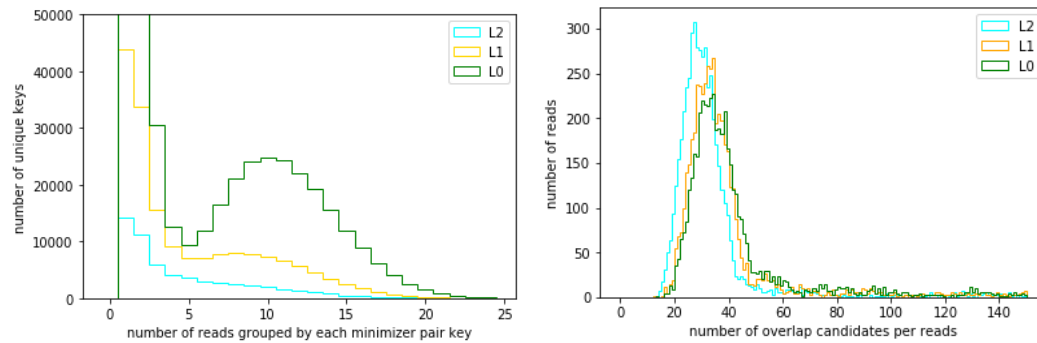 50000
40000
30000
20000
10000
0
number of unique keys
0 5 10 15 20 25
number of reads grouped by each minimizer pair key
L2
L1
L0
300
250
200
150
100
50
0
number of reads
0 20 40 60 80 100 120 140
number of overlap candidates per reads
L2
L1
L0